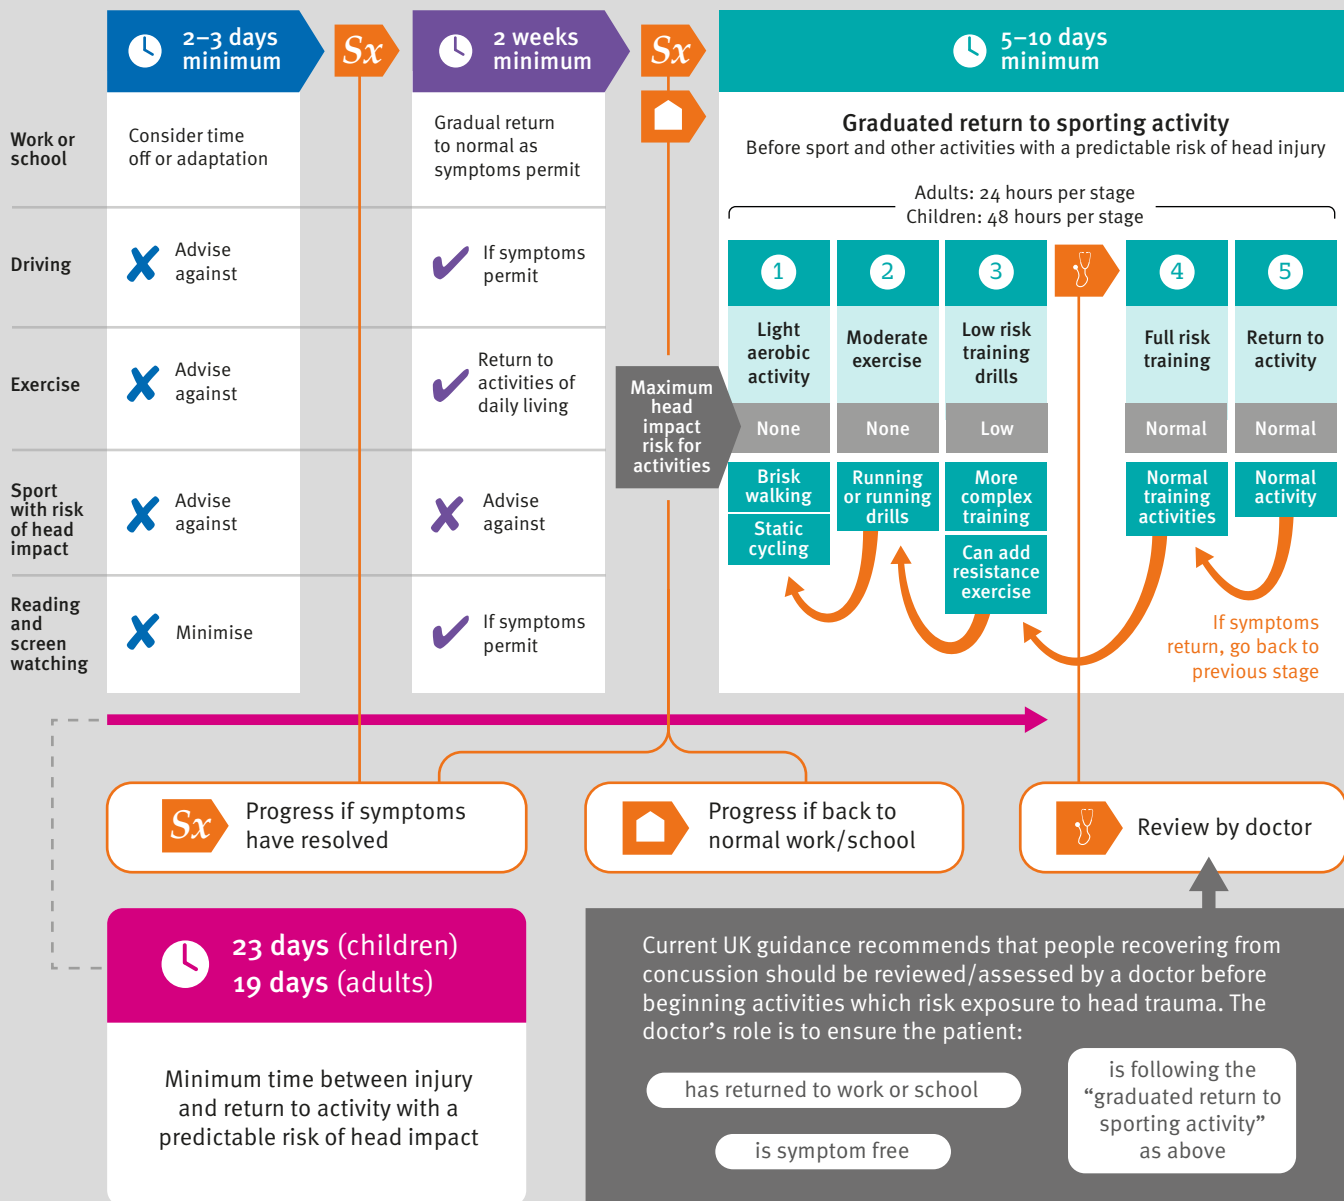 2–3 days
minimum
Sx
2 weeks
minimum
Sx
5–10 days
minimum
Work or
school
Consider time
off or adaptation
Gradual return
to normal as
symptoms permit
Driving
Advise
against
If symptoms
permit
Exercise
Advise
against
Return to
activities of
daily living
Sport
with risk
of head
impact
Advise
against
Advise
against
Reading
and
screen
watching
Minimise
If symptoms
permit
Graduated return to sporting activity
Before sport and other activities with a predictable risk of head injury
Adults: 24 hours per stage
Children: 48 hours per stage
Maximum
head
impact
risk for
activities
1
Light
aerobic
activity
None
Brisk
walking
Static
cycling
2
Moderate
exercise
None
Running
or running
drills
3
Low risk
training
drills
Low
More
complex
training
Can add
resistance
exercise
4
Full risk
training
Normal
Normal
training
activities
5
Return to
activity
Normal
Normal
activity
If symptoms
return, go back to
previous stage
Sx
Progress if symptoms
have resolved
Progress if back to
normal work/school
Review by doctor
23 days (children)
19 days (adults)
Minimum time between injury
and return to activity with a
predictable risk of head impact
Current UK guidance recommends that people recovering from
concussion should be reviewed/assessed by a doctor before
beginning activities which risk exposure to head trauma. The
doctor’s role is to ensure the patient:
has returned to work or school
is symptom free
is following the
“graduated return to
sporting activity”
as above